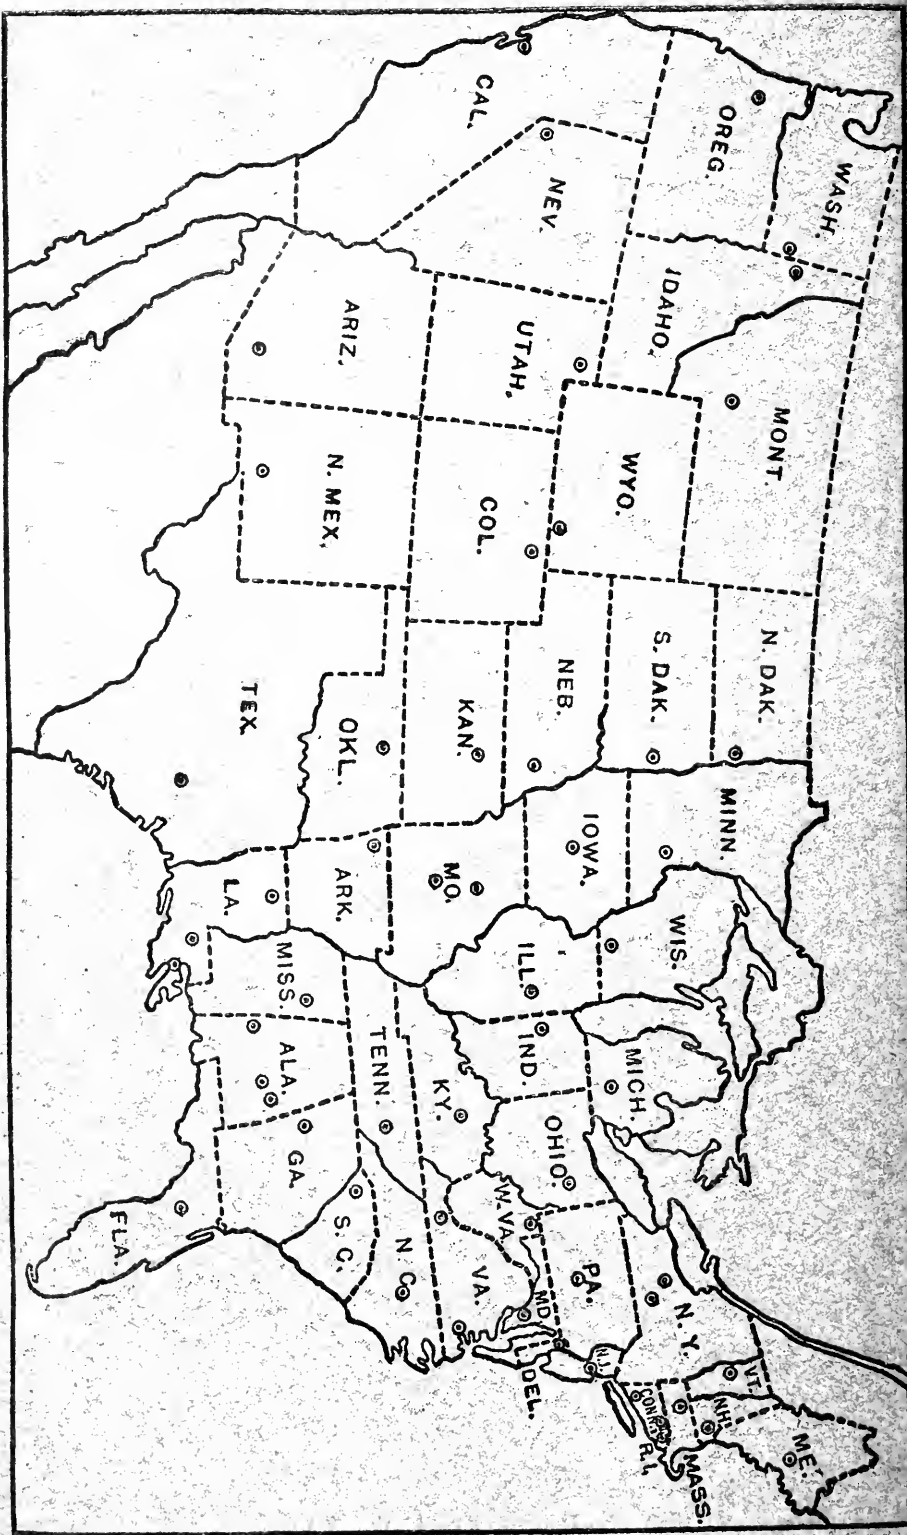 WASH.
OREG.
CAL.
NEV.
IDAHO.
MONT.
WYO.
UTAH.
COL.
ARIZ.
N. MEX.
N. DAK.
S. DAK.
NEB.
KAN.
OKL.
TEX.
MINN.
IOWA.
MO.
ARK.
LA.
WIS.
ILL.
MICH.
IND.
OHIO.
KY.
TENN.
MISS.
ALA.
GA.
FLA.
S. C.
N. C.
VA.
W. VA.
MD
DEL.
PA.
N.J.
N. Y.
CONN.
R.I.
MASS.
VT.
N.H.
ME.